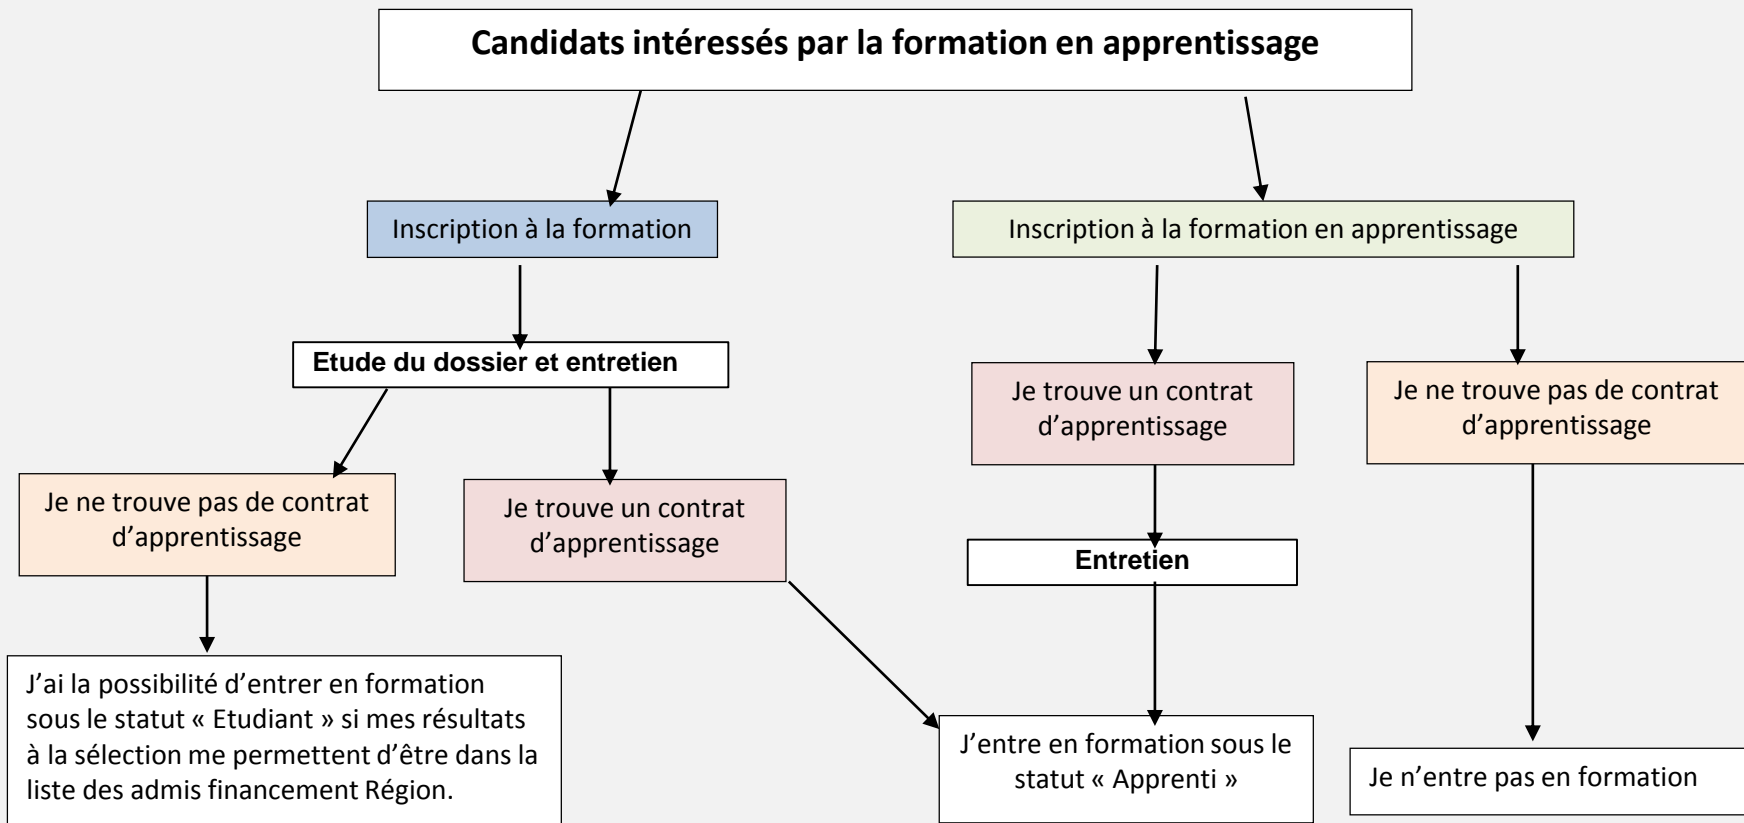 Candidats intéressés par la formation en apprentissage
Inscription à la formation
Inscription à la formation en apprentissage
Etude du dossier et entretien
Je trouve un contrat
d’apprentissage
Je ne trouve pas de contrat
d’apprentissage
Je ne trouve pas de contrat
d’apprentissage
Je trouve un contrat
d’apprentissage
Entretien
J’ai la possibilité d’entrer en formation
sous le statut « Etudiant » si mes résultats
à la sélection me permettent d’être dans la
liste des admis financement Région.
J’entre en formation sous le
statut « Apprenti »
Je n’entre pas en formation